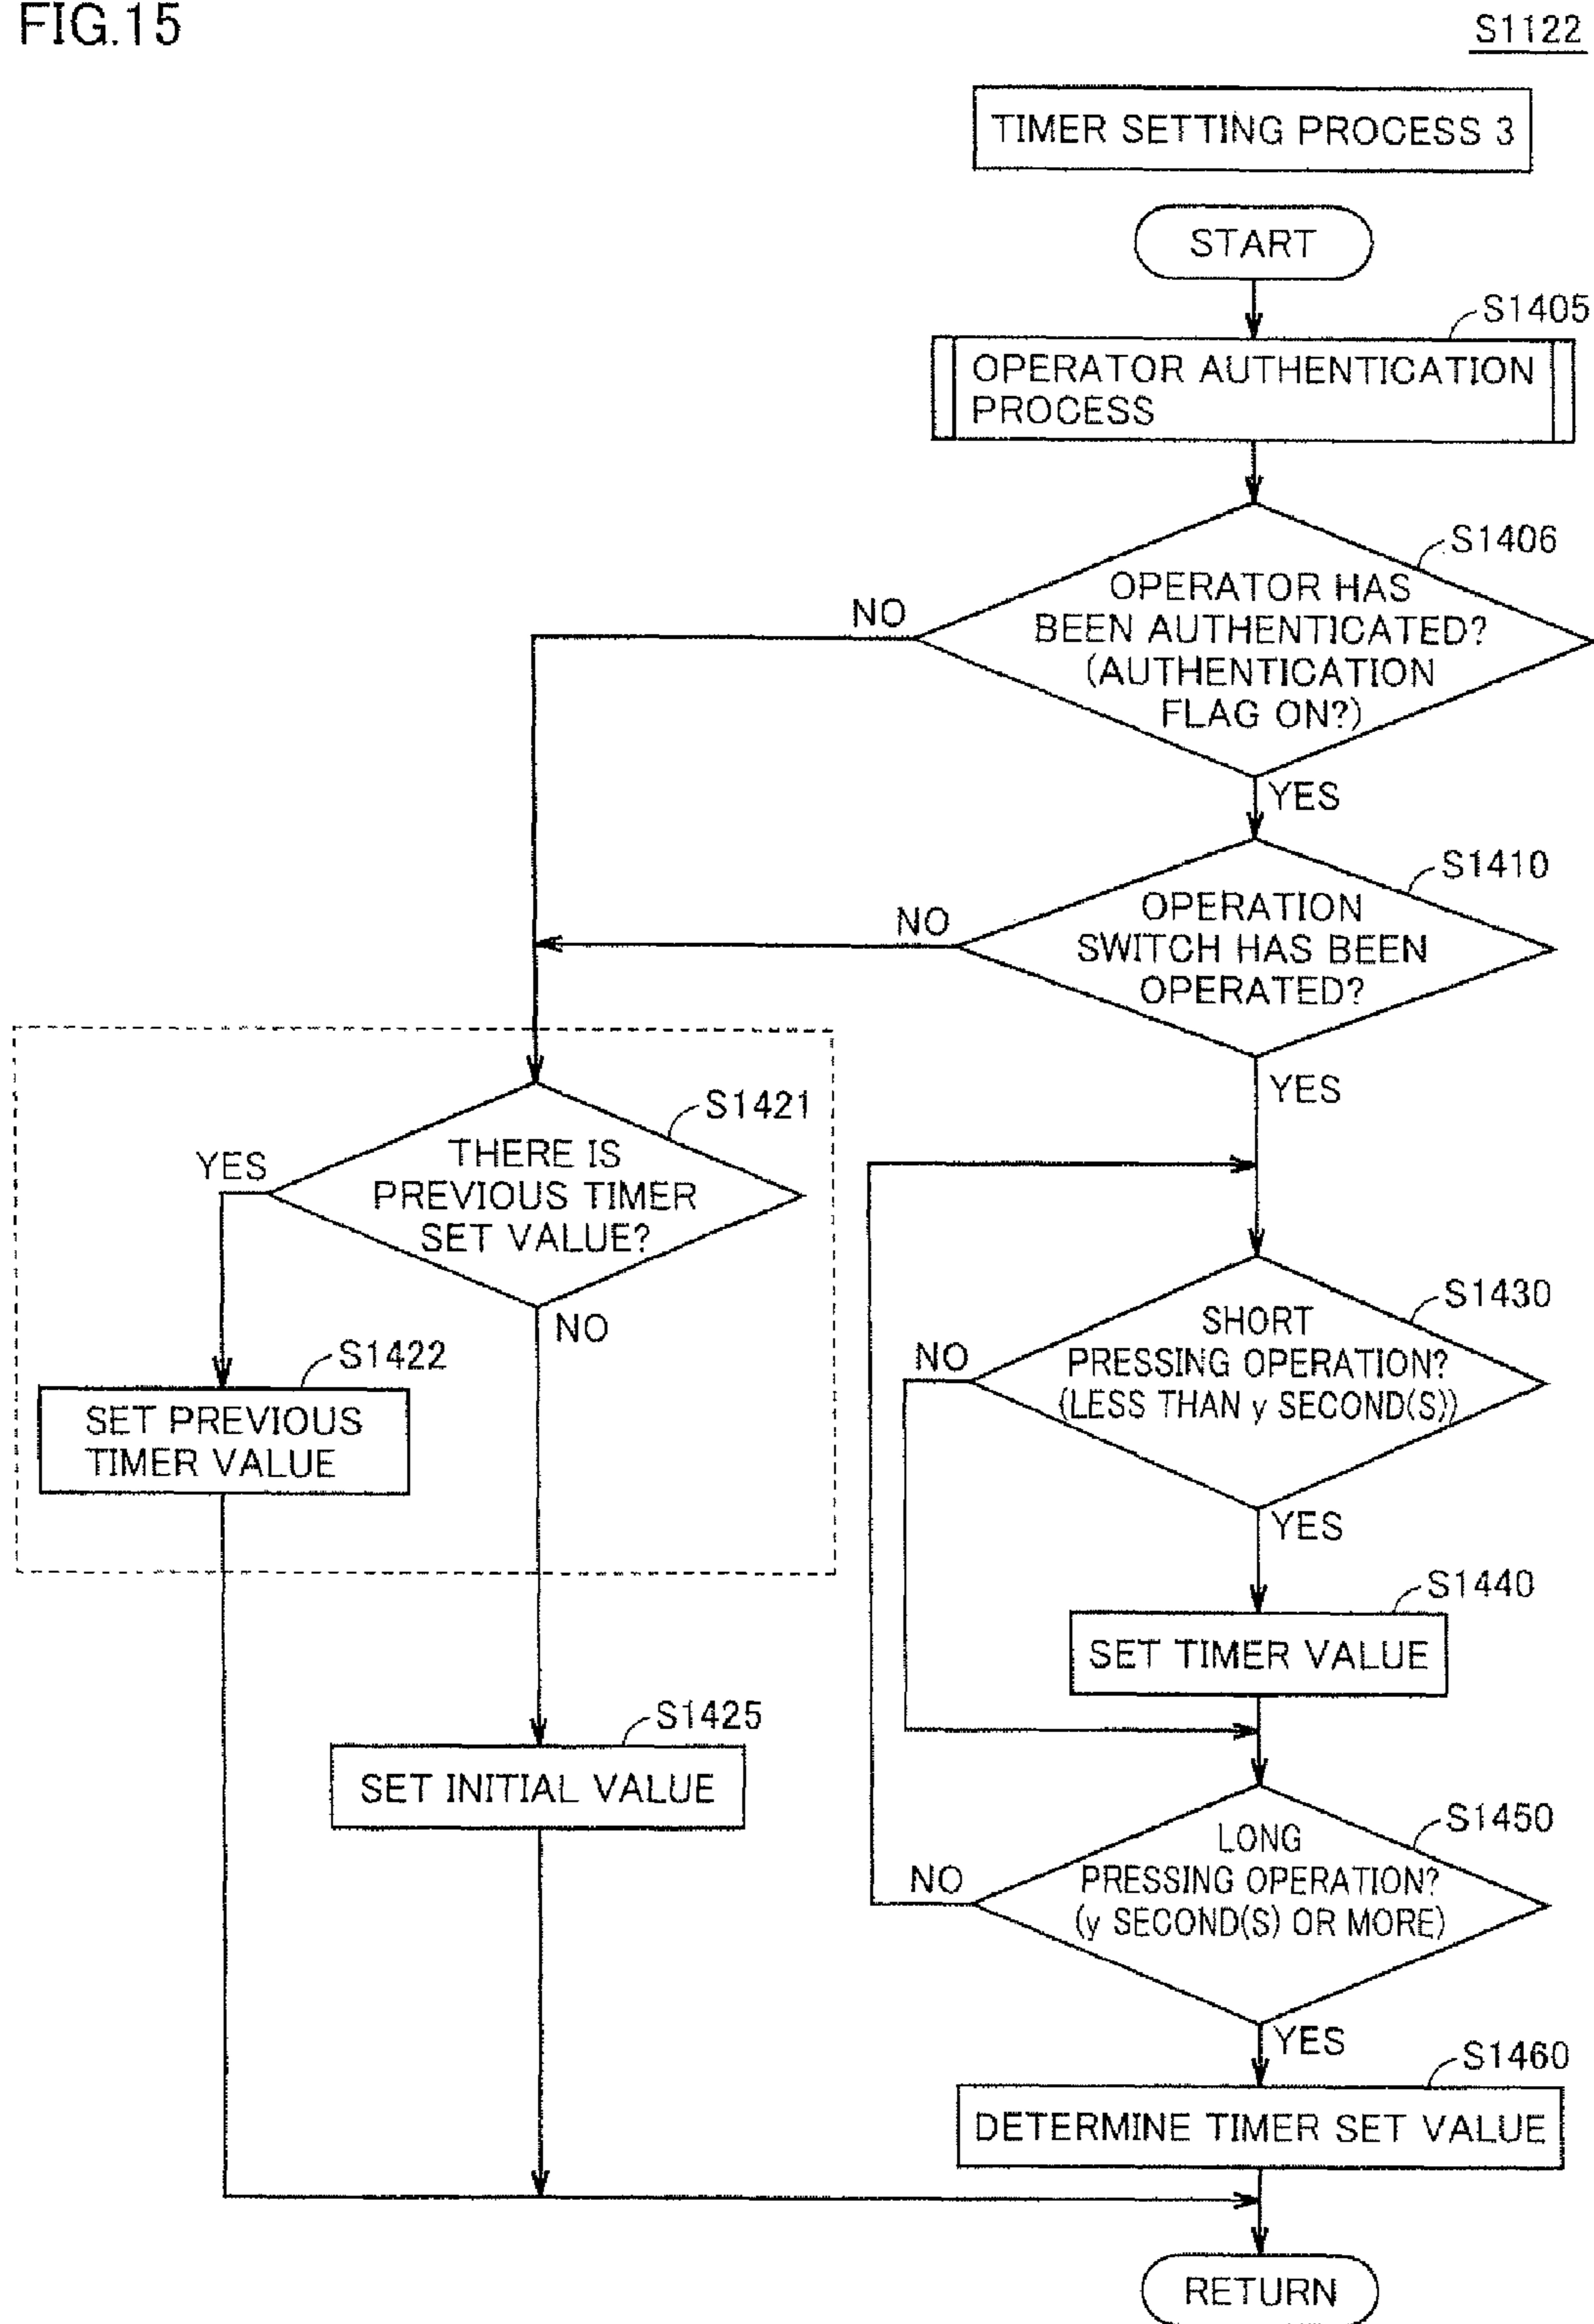 FIG.15
S1122
TIMER SETTING PROCESS 3
START
S1405
OPERATOR AUTHENTICATION
PROCESS
S1406
OPERATOR HAS
BEEN AUTHENTICATED?
(AUTHENTICATION
FLAG ON?)
NO
YES
S1410
OPERATION
SWITCH HAS BEEN
OPERATED?
NO
YES
S1421
THERE IS
PREVIOUS TIMER
SET VALUE?
YES
NO
S1422
SET PREVIOUS
TIMER VALUE
S1425
SET INITIAL VALUE
S1430
SHORT
PRESSING OPERATION?
(LESS THAN y SECOND(S))
NO
YES
S1440
SET TIMER VALUE
S1450
LONG
PRESSING OPERATION?
(y SECOND(S) OR MORE)
NO
YES
S1460
DETERMINE TIMER SET VALUE
RETURN